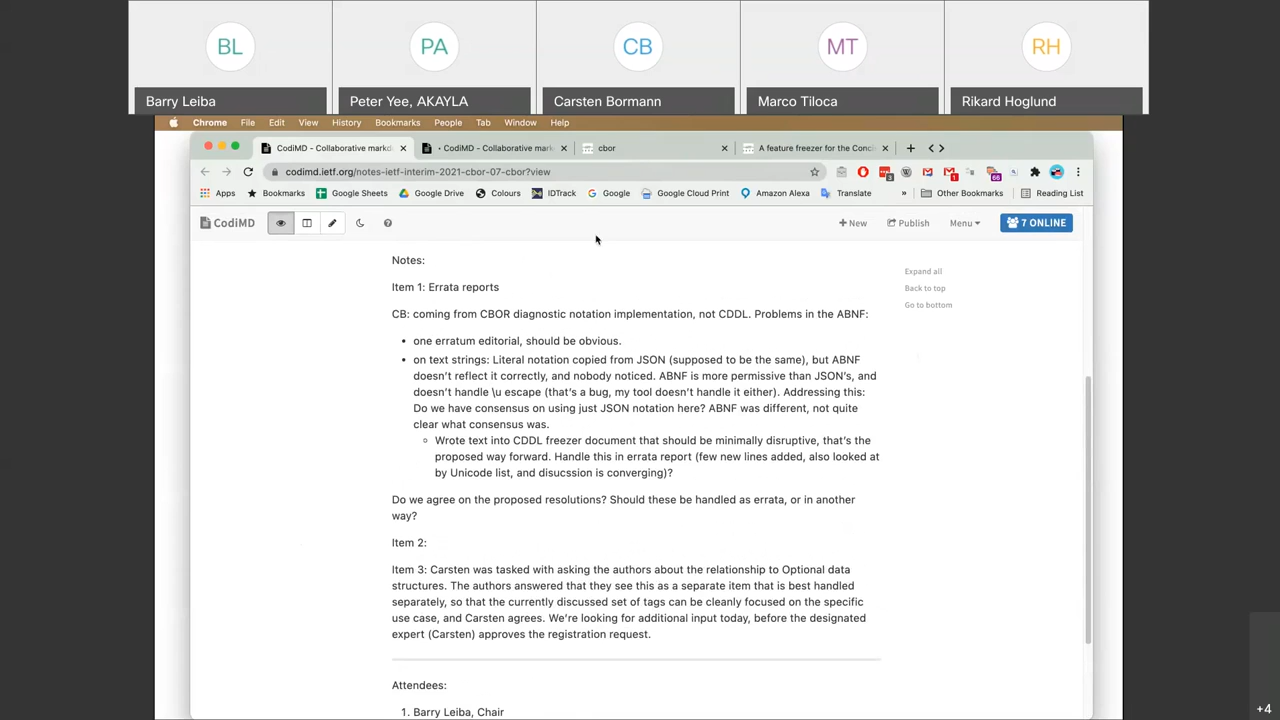 BL
PA
CB
MT
RH
Barry Leiba
Peter Yee, AKAYLA
Carsten Bormann
Marco Tiloca
Rikard Hoglund
Chrome File Edit View History Bookmarks People Tab Window Help
CodiMD - Collaborative markd
CodiMD - Collaborative mark
cbor
A feature freezer for the Conci
codimd.ietf.org/notes-ietf-interim-2021-cbor-07-cbor?view
Apps Bookmarks Google Sheets Google Drive Colours IDTrack Google Google Cloud Print Amazon Alexa Translate » Other Bookmarks Reading List
CodiMD
+ New Publish Menu 7 ONLINE
Expand all
Back to top
Go to bottom
Notes:
Item 1: Errata reports
CB: coming from CBOR diagnostic notation implementation, not CDDL. Problems in the ABNF:
• one erratum editorial, should be obvious.
• on text strings: Literal notation copied from JSON (supposed to be the same), but ABNF
doesn't reflect it correctly, and nobody noticed. ABNF is more permissive than JSON's, and
doesn't handle \u escape (that's a bug, my tool doesn't handle it either). Addressing this:
Do we have consensus on using just JSON notation here? ABNF was different, not quite
clear what consensus was.
◦ Wrote text into CDDL freezer document that should be minimally disruptive, that's the
proposed way forward. Handle this in errata report (few new lines added, also looked at
by Unicode list, and disucssion is converging)?
Do we agree on the proposed resolutions? Should these be handled as errata, or in another
way?
Item 2:
Item 3: Carsten was tasked with asking the authors about the relationship to Optional data
structures. The authors answered that they see this as a separate item that is best handled
separately, so that the currently discussed set of tags can be cleanly focused on the specific
use case, and Carsten agrees. We're looking for additional input today, before the designated
expert (Carsten) approves the registration request.
Attendees:
1. Barry Leiba, Chair
+4